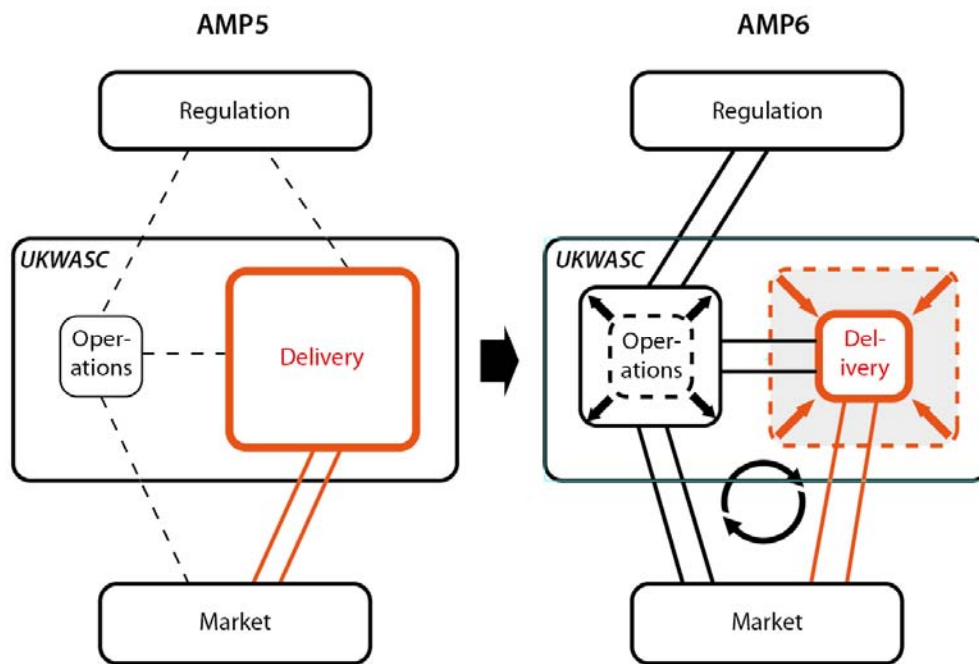 AMP5
AMP6
Regulation
Regulation
UKWASC
UKWASC
Oper-
ations
Delivery
Oper-
ations
Del-
ivery
Market
Market